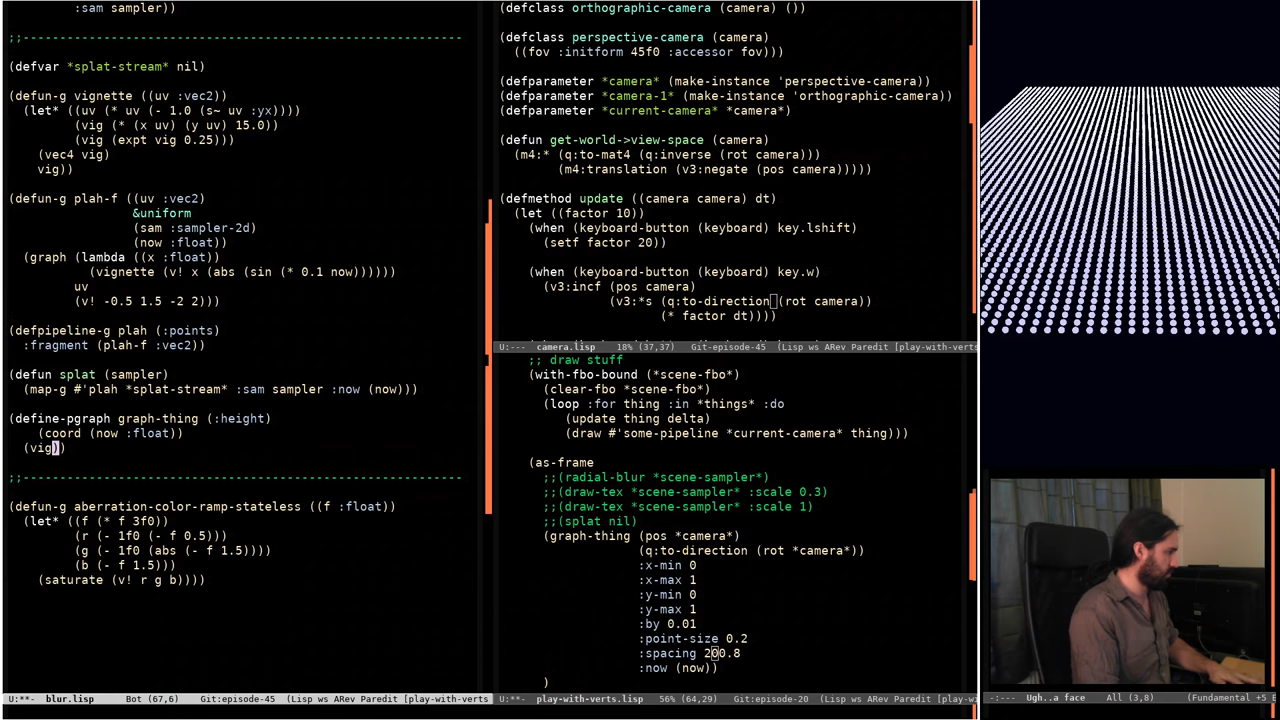 :sam sampler))
;;------------------------------------------------------------
(defvar *splat-stream* nil)
(defun-g vignette ((uv :vec2))
(let* ((uv (* uv (- 1.0 (s~ uv :yx))))
(vig (* (x uv) (y uv) 15.0))
(vig (expt vig 0.25)))
(vec4 vig)
vig))
(defun-g plah-f ((uv :vec2)
&uniform
(sam :sampler-2d)
(now :float))
(graph (lambda ((x :float))
(vignette (v! x (abs (sin (* 0.1 now))))))
uv
(v! -0.5 1.5 -2 2)))
(defpipeline-g plah (:points)
:fragment (plah-f :vec2))
(defun splat (sampler)
(map-g #'plah *splat-stream* :sam sampler :now (now)))
(define-pgraph graph-thing (:height)
(coord (now :float))
(vig))
;;------------------------------------------------------------
(defun-g aberration-color-ramp-stateless ((f :float))
(let* ((f (* f 3f0))
(r (- 1f0 (- f 0.5)))
(g (- 1f0 (abs (- f 1.5))))
(b (- f 1.5)))
(saturate (v! r g b))))
U:**- blur.lisp Bot (67,6) Git:episode-45 (Lisp ws ARev Paredit [play-with-verts
(defclass orthographic-camera (camera) ())
(defclass perspective-camera (camera)
((fov :initform 45f0 :accessor fov)))
(defparameter *camera* (make-instance 'perspective-camera))
(defparameter *camera-1* (make-instance 'orthographic-camera))
(defparameter *current-camera* *camera*)
(defun get-world->view-space (camera)
(m4:* (q:to-mat4 (q:inverse (rot camera)))
(m4:translation (v3:negate (pos camera)))))
(defmethod update ((camera camera) dt)
(let ((factor 10))
(when (keyboard-button (keyboard) key.lshift)
(setf factor 20))
(when (keyboard-button (keyboard) key.w)
(v3:incf (pos camera)
(v3:*s (q:to-direction (rot camera))
(* factor dt))))
U:--- camera.lisp 18% (37,37) Git-episode-45 (Lisp ws ARev Paredit [play-with-verts
;; draw stuff
(with-fbo-bound (*scene-fbo*)
(clear-fbo *scene-fbo*)
(loop :for thing :in *things* :do
(update thing delta)
(draw #'some-pipeline *current-camera* thing)))
(as-frame
;;(radial-blur *scene-sampler*)
;;(draw-tex *scene-sampler* :scale 0.3)
;;(draw-tex *scene-sampler* :scale 1)
;;(splat nil)
(graph-thing (pos *camera*)
(q:to-direction (rot *camera*))
:x-min 0
:x-max 1
:y-min 0
:y-max 1
:by 0.01
:point-size 0.2
:spacing 200.8
:now (now))
)
U:**- play-with-verts.lisp 56% (64,29) Git:episode-20 (Lisp ws ARev Paredit [play-wi
-:--- Ugh..a face All (3,8) (Fundamental +5 E